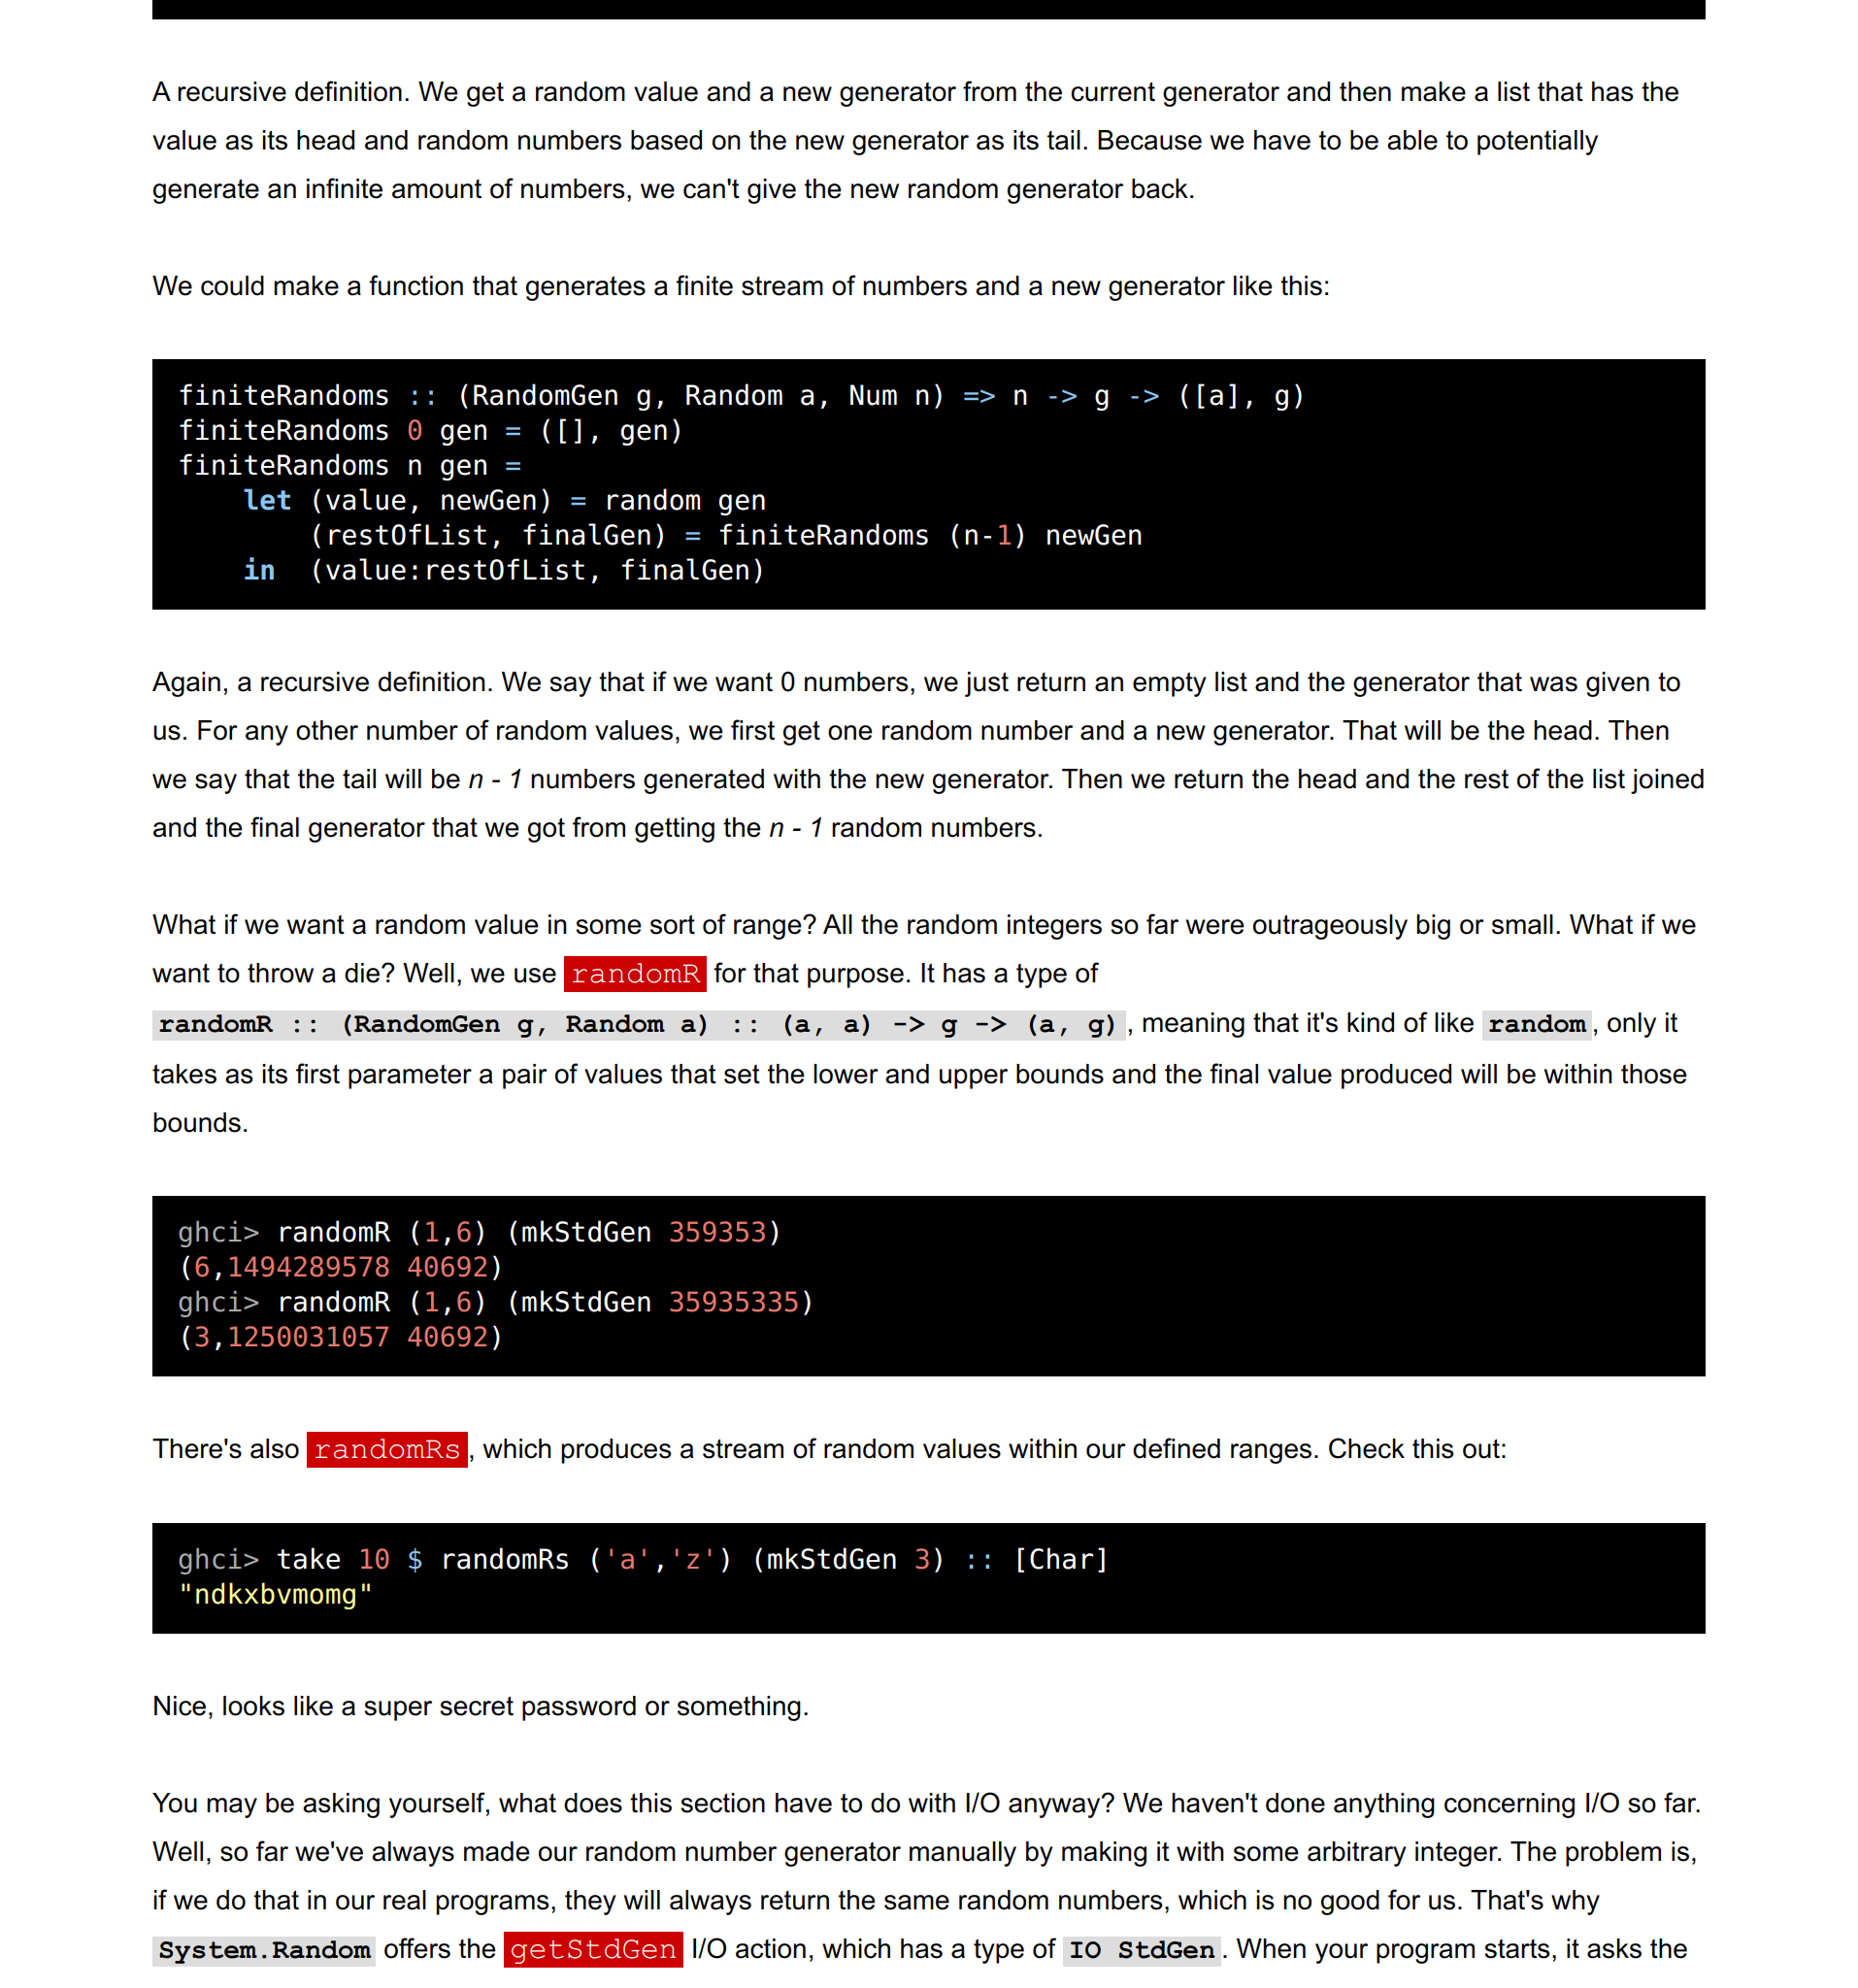 A recursive definition. We get a random value and a new generator from the current generator and then make a list that has the
value as its head and random numbers based on the new generator as its tail. Because we have to be able to potentially
generate an infinite amount of numbers, we can't give the new random generator back.
We could make a function that generates a finite stream of numbers and a new generator like this:
finiteRandoms :: (RandomGen g, Random a, Num n) => n -> g -> ([a], g)
finiteRandoms 0 gen = ([], gen)
finiteRandoms n gen =
    let (value, newGen) = random gen
        (restOfList, finalGen) = finiteRandoms (n-1) newGen
    in  (value:restOfList, finalGen)
Again, a recursive definition. We say that if we want 0 numbers, we just return an empty list and the generator that was given to
us. For any other number of random values, we first get one random number and a new generator. That will be the head. Then
we say that the tail will be n - 1 numbers generated with the new generator. Then we return the head and the rest of the list joined
and the final generator that we got from getting the n - 1 random numbers.
What if we want a random value in some sort of range? All the random integers so far were outrageously big or small. What if we
want to throw a die? Well, we use randomR for that purpose. It has a type of
randomR :: (RandomGen g, Random a) :: (a, a) -> g -> (a, g), meaning that it's kind of like random, only it
takes as its first parameter a pair of values that set the lower and upper bounds and the final value produced will be within those
bounds.
ghci> randomR (1,6) (mkStdGen 359353)
(6,1494289578 40692)
ghci> randomR (1,6) (mkStdGen 35935335)
(3,1250031057 40692)
There's also randomRs, which produces a stream of random values within our defined ranges. Check this out:
ghci> take 10 $ randomRs ('a','z') (mkStdGen 3) :: [Char]
"ndkxbvmomg"
Nice, looks like a super secret password or something.
You may be asking yourself, what does this section have to do with I/O anyway? We haven't done anything concerning I/O so far.
Well, so far we've always made our random number generator manually by making it with some arbitrary integer. The problem is,
if we do that in our real programs, they will always return the same random numbers, which is no good for us. That's why
System.Random offers the getStdGen I/O action, which has a type of IO StdGen. When your program starts, it asks the